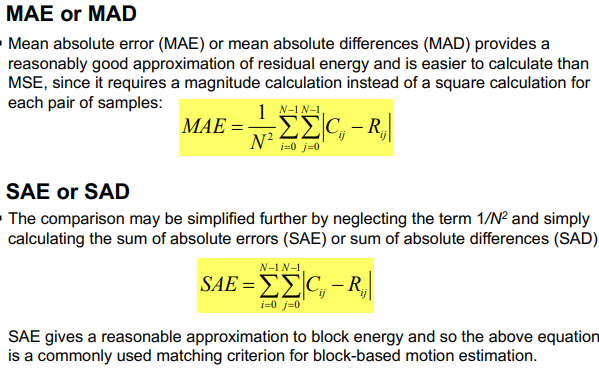 MAE or MAD
Mean absolute error (MAE) or mean absolute differences (MAD) provides a
reasonably good approximation of residual energy and is easier to calculate than
MSE, since it requires a magnitude calculation instead of a square calculation for
each pair of samples:
MAE = \frac{1}{N^2} \sum_{i=0}^{N-1} \sum_{j=0}^{N-1} |C_{ij} - R_{ij}|
SAE or SAD
The comparison may be simplified further by neglecting the term 1/N² and simply
calculating the sum of absolute errors (SAE) or sum of absolute differences (SAD)
SAE = \sum_{i=0}^{N-1} \sum_{j=0}^{N-1} |C_{ij} - R_{ij}|
SAE gives a reasonable approximation to block energy and so the above equation
is a commonly used matching criterion for block-based motion estimation.